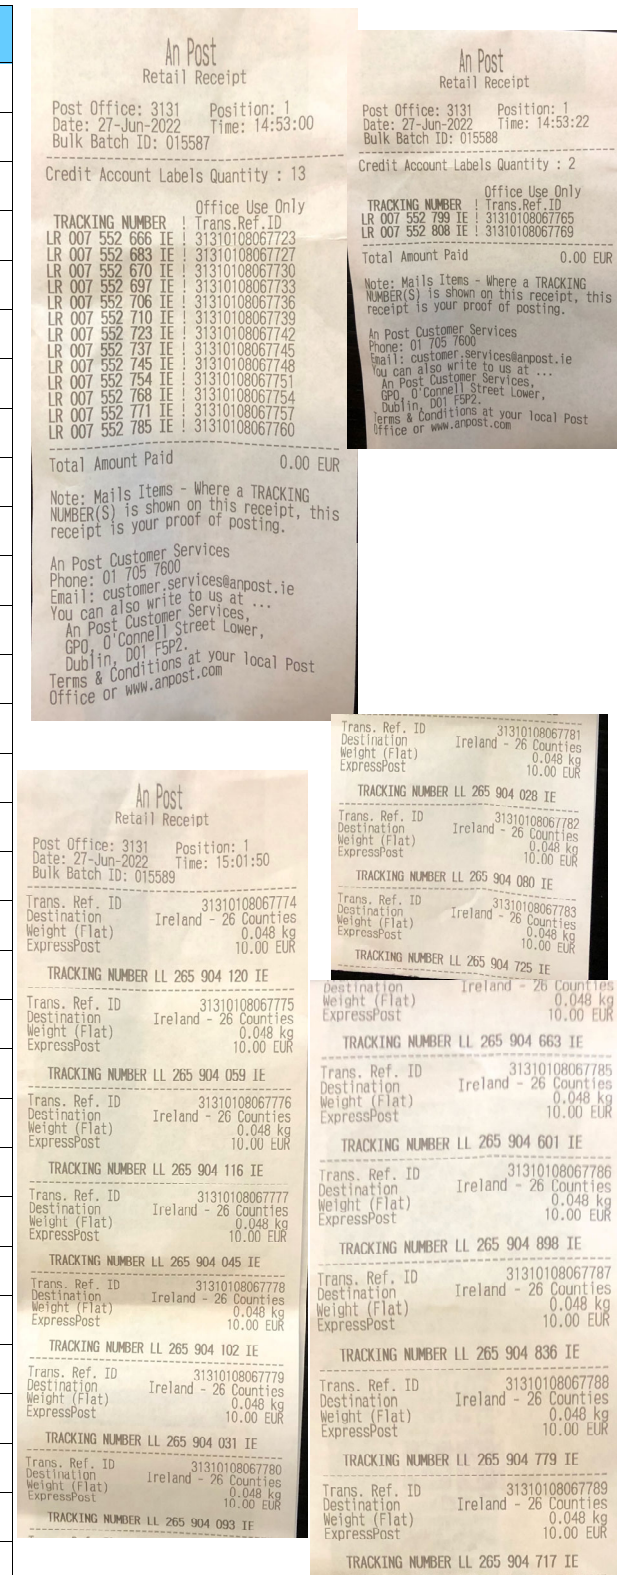 An Post
Retail Receipt
Post Office: 3131 Position: 1
Date: 27-Jun-2022 Time: 14:53:00
Bulk Batch ID: 015587
Credit Account Labels Quantity : 13
Office Use Only
TRACKING NUMBER ! Trans.Ref.ID
LR 007 552 666 IE ! 31310108067723
LR 007 552 683 IE ! 31310108067727
LR 007 552 670 IE ! 31310108067730
LR 007 552 697 IE ! 31310108067733
LR 007 552 706 IE ! 31310108067736
LR 007 552 710 IE ! 31310108067739
LR 007 552 723 IE ! 31310108067742
LR 007 552 737 IE ! 31310108067745
LR 007 552 745 IE ! 31310108067748
LR 007 552 754 IE ! 31310108067751
LR 007 552 768 IE ! 31310108067754
LR 007 552 771 IE ! 31310108067757
LR 007 552 785 IE ! 31310108067760
Total Amount Paid 0.00 EUR
Note: Mails Items - Where a TRACKING
NUMBER(S) is shown on this receipt, this
receipt is your proof of posting.
An Post Customer Services
Phone: 01 705 7600
Email: customer.services@anpost.ie
You can also write to us at ...
An Post Customer Services,
GPO, O'Connell Street Lower,
Dublin, D01 F5P2.
Terms & Conditions at your local Post
Office or www.anpost.com
An Post
Retail Receipt
Post Office: 3131 Position: 1
Date: 27-Jun-2022 Time: 14:53:22
Bulk Batch ID: 015588
Credit Account Labels Quantity : 2
Office Use Only
TRACKING NUMBER ! Trans.Ref.ID
LR 007 552 799 IE ! 31310108067765
LR 007 552 808 IE ! 31310108067769
Total Amount Paid 0.00 EUR
Note: Mails Items - Where a TRACKING
NUMBER(S) is shown on this receipt, this
receipt is your proof of posting.
An Post Customer Services
Phone: 01 705 7600
Email: customer.services@anpost.ie
You can also write to us at ...
An Post Customer Services,
GPO, O'Connell Street Lower,
Dublin, D01 F5P2.
Terms & Conditions at your local Post
Office or www.anpost.com
An Post
Retail Receipt
Post Office: 3131 Position: 1
Date: 27-Jun-2022 Time: 15:01:50
Bulk Batch ID: 015589
Trans. Ref. ID 31310108067774
Destination Ireland - 26 Counties
Weight (Flat) 0.048 kg
ExpressPost 10.00 EUR
TRACKING NUMBER LL 265 904 120 IE
Trans. Ref. ID 31310108067775
Destination Ireland - 26 Counties
Weight (Flat) 0.048 kg
ExpressPost 10.00 EUR
TRACKING NUMBER LL 265 904 059 IE
Trans. Ref. ID 31310108067776
Destination Ireland - 26 Counties
Weight (Flat) 0.048 kg
ExpressPost 10.00 EUR
TRACKING NUMBER LL 265 904 116 IE
Trans. Ref. ID 31310108067777
Destination Ireland - 26 Counties
Weight (Flat) 0.048 kg
ExpressPost 10.00 EUR
TRACKING NUMBER LL 265 904 045 IE
Trans. Ref. ID 31310108067778
Destination Ireland - 26 Counties
Weight (Flat) 0.048 kg
ExpressPost 10.00 EUR
TRACKING NUMBER LL 265 904 102 IE
Trans. Ref. ID 31310108067779
Destination Ireland - 26 Counties
Weight (Flat) 0.048 kg
ExpressPost 10.00 EUR
TRACKING NUMBER LL 265 904 031 IE
Trans. Ref. ID 31310108067780
Destination Ireland - 26 Counties
Weight (Flat) 0.048 kg
ExpressPost 10.00 EUR
TRACKING NUMBER LL 265 904 093 IE
Trans. Ref. ID 31310108067781
Destination Ireland - 26 Counties
Weight (Flat) 0.048 kg
ExpressPost 10.00 EUR
TRACKING NUMBER LL 265 904 028 IE
Trans. Ref. ID 31310108067782
Destination Ireland - 26 Counties
Weight (Flat) 0.048 kg
ExpressPost 10.00 EUR
TRACKING NUMBER LL 265 904 080 IE
Trans. Ref. ID 31310108067783
Destination Ireland - 26 Counties
Weight (Flat) 0.048 kg
ExpressPost 10.00 EUR
TRACKING NUMBER LL 265 904 725 IE
Destination Ireland - 26 Counties
Weight (Flat) 0.048 kg
ExpressPost 10.00 EUR
TRACKING NUMBER LL 265 904 663 IE
Trans. Ref. ID 31310108067785
Destination Ireland - 26 Counties
Weight (Flat) 0.048 kg
ExpressPost 10.00 EUR
TRACKING NUMBER LL 265 904 601 IE
Trans. Ref. ID 31310108067786
Destination Ireland - 26 Counties
Weight (Flat) 0.048 kg
ExpressPost 10.00 EUR
TRACKING NUMBER LL 265 904 898 IE
Trans. Ref. ID 31310108067787
Destination Ireland - 26 Counties
Weight (Flat) 0.048 kg
ExpressPost 10.00 EUR
TRACKING NUMBER LL 265 904 836 IE
Trans. Ref. ID 31310108067788
Destination Ireland - 26 Counties
Weight (Flat) 0.048 kg
ExpressPost 10.00 EUR
TRACKING NUMBER LL 265 904 779 IE
Trans. Ref. ID 31310108067789
Destination Ireland - 26 Counties
Weight (Flat) 0.048 kg
ExpressPost 10.00 EUR
TRACKING NUMBER LL 265 904 717 IE